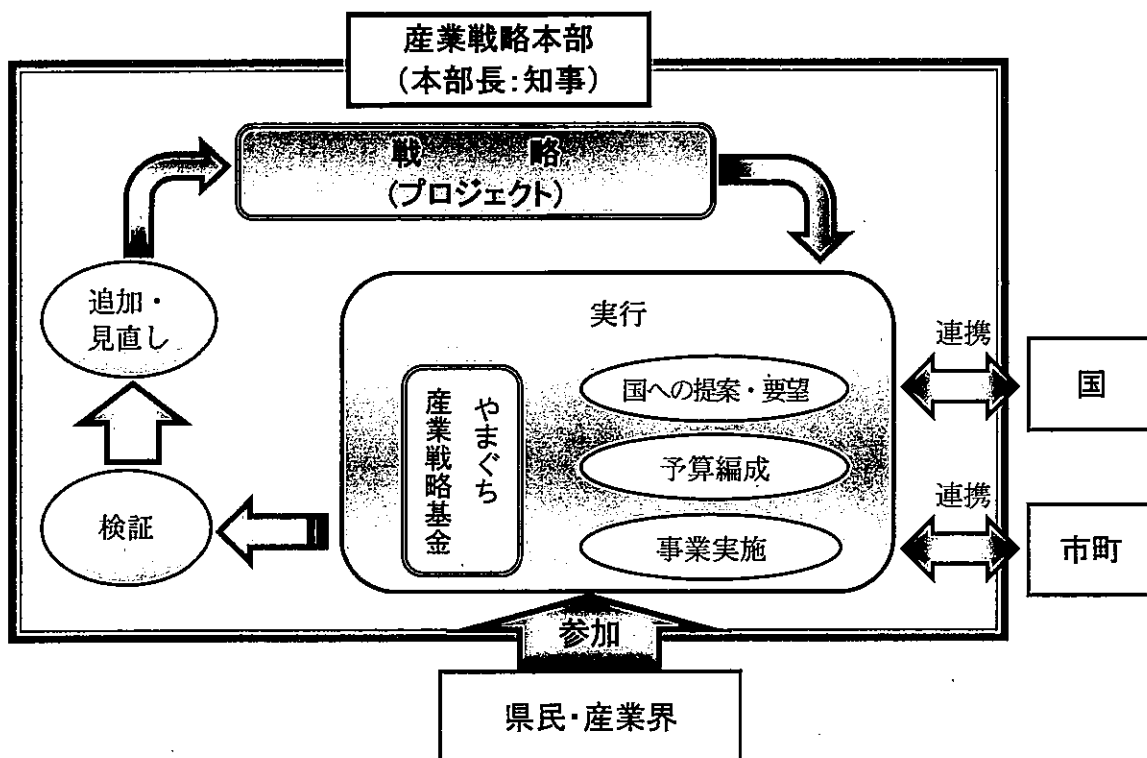 産業戦略本部
(本部長:知事)
戦略
(プロジェクト)
追加・
見直し
実行
連携
国
国への提案・要望
やまぐち
産業戦略基金
予算編成
連携
検証
事業実施
市町
参加
県民・産業界